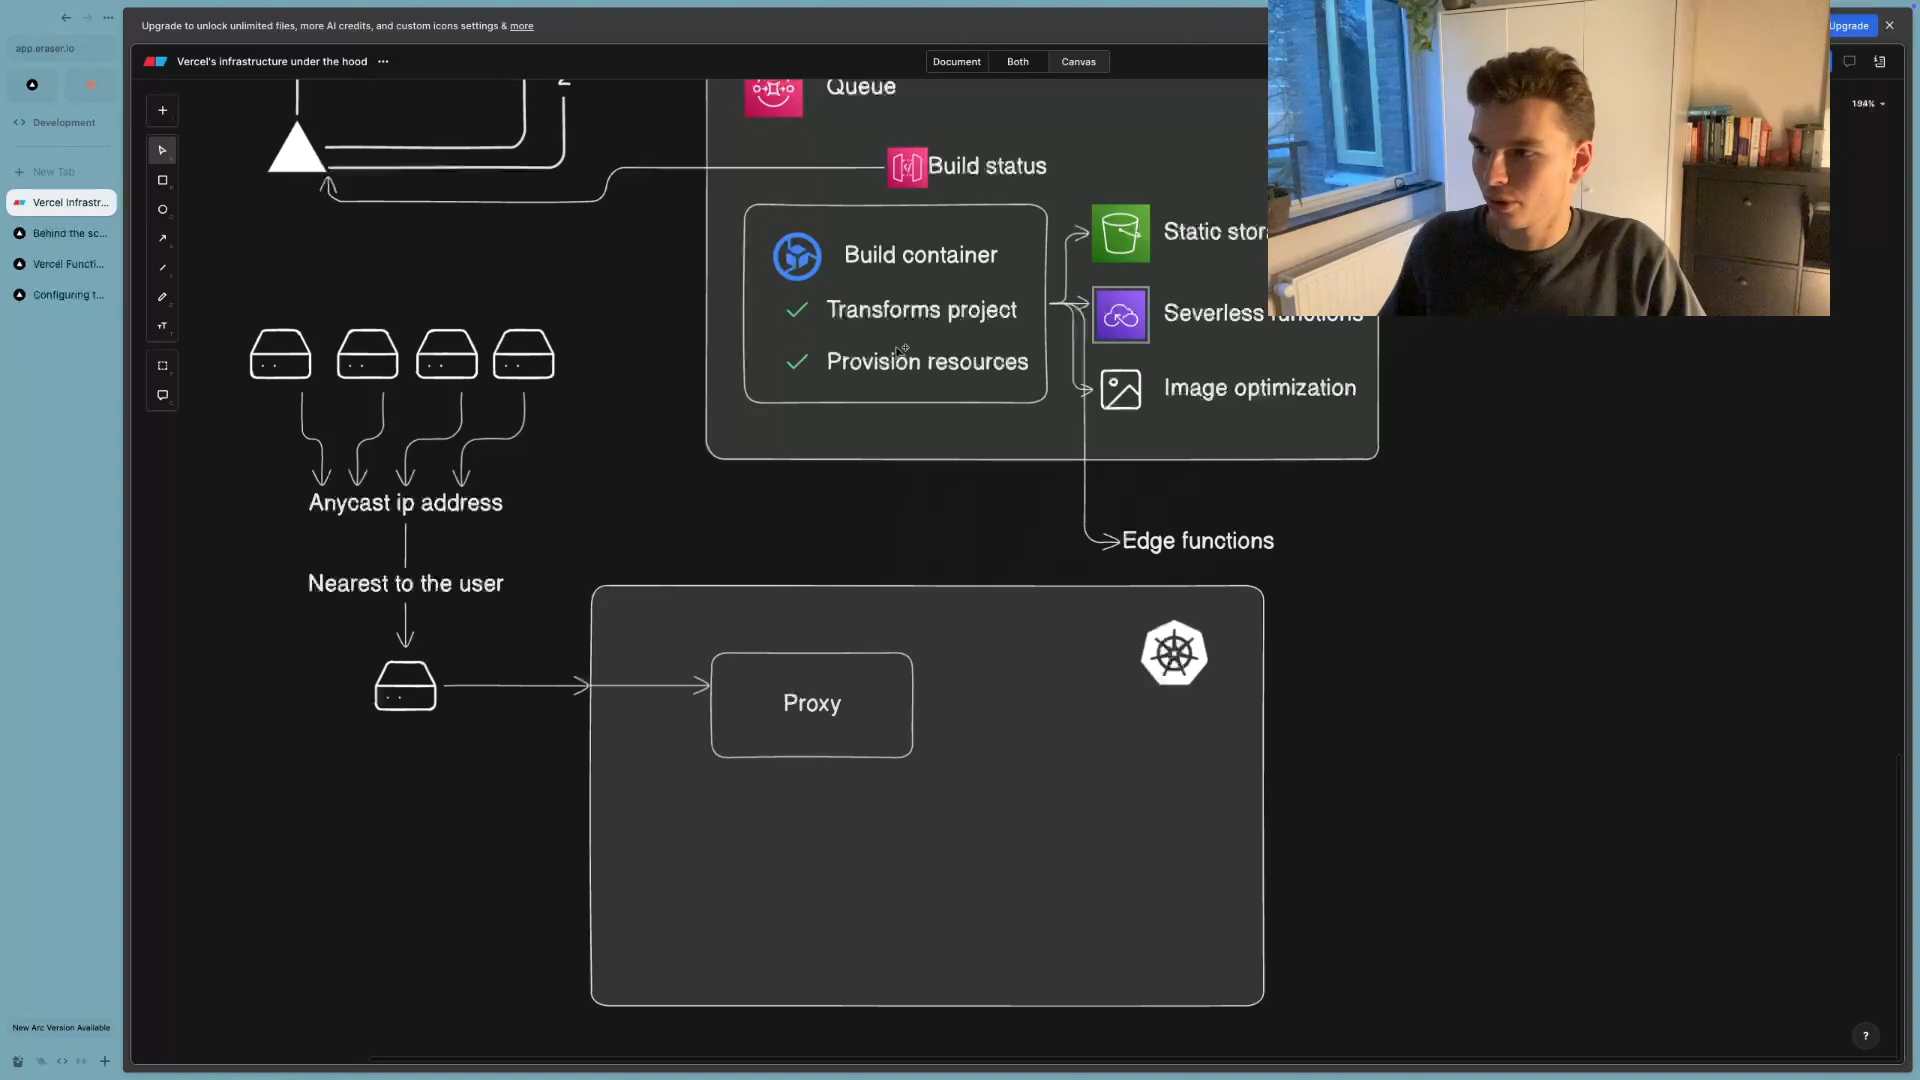 app.eraser.io
Development
New Tab
Vercel Infrastr...
Behind the sc...
Vercel Functi...
Configuring t...
New Arc Version Available
Upgrade to unlock unlimited files, more AI credits, and custom icons settings & more
Upgrade
Vercel's infrastructure under the hood
Document
Both
Canvas
194%
Queue
Build status
Build container
Transforms project
Provision resources
Static stor
Severless functions
Image optimization
Edge functions
Anycast ip address
Nearest to the user
Proxy
?